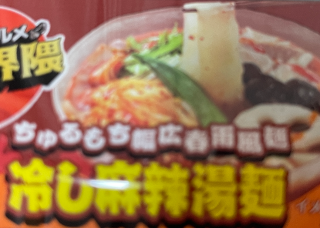 ルメ
界隈
ちゅるもち幅広春雨風麺
冷し麻辣湯麺